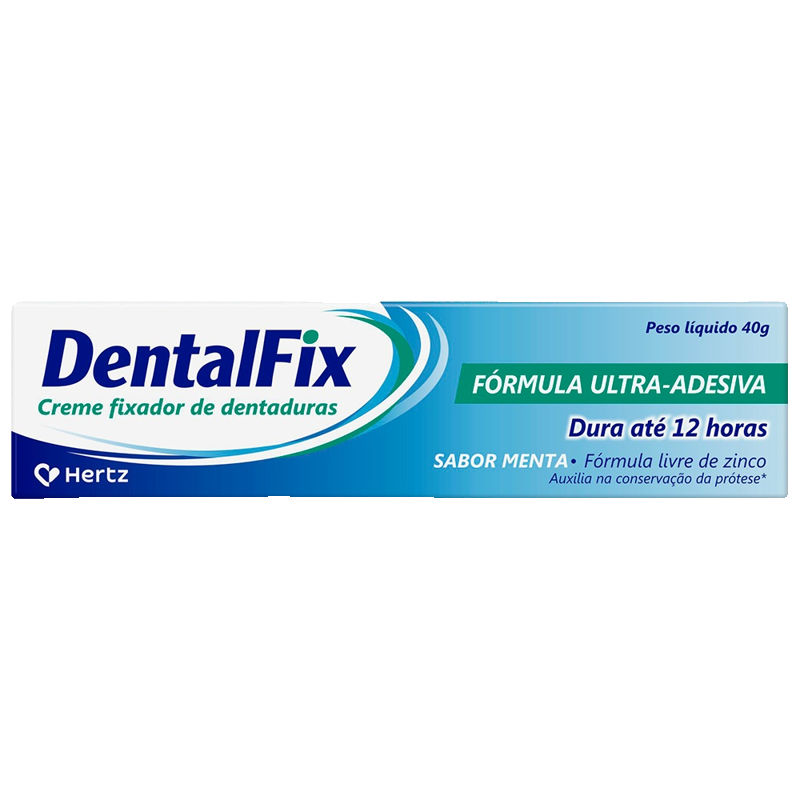 DentalFix
Creme fixador de dentaduras
Hertz
Peso líquido 40g
FÓRMULA ULTRA-ADESIVA
Dura até 12 horas
SABOR MENTA • Fórmula livre de zinco
Auxilia na conservação da prótese*